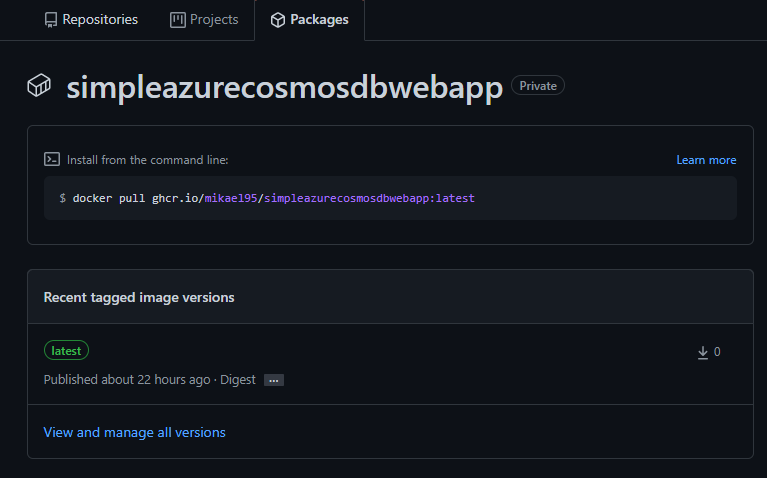 Repositories Projects Packages
simpleazurecosmosdbwebapp Private
Install from the command line: Learn more
$ docker pull ghcr.io/mikael95/simpleazurecosmosdbwebapp:latest
Recent tagged image versions
latest 0
Published about 22 hours ago · Digest ...
View and manage all versions